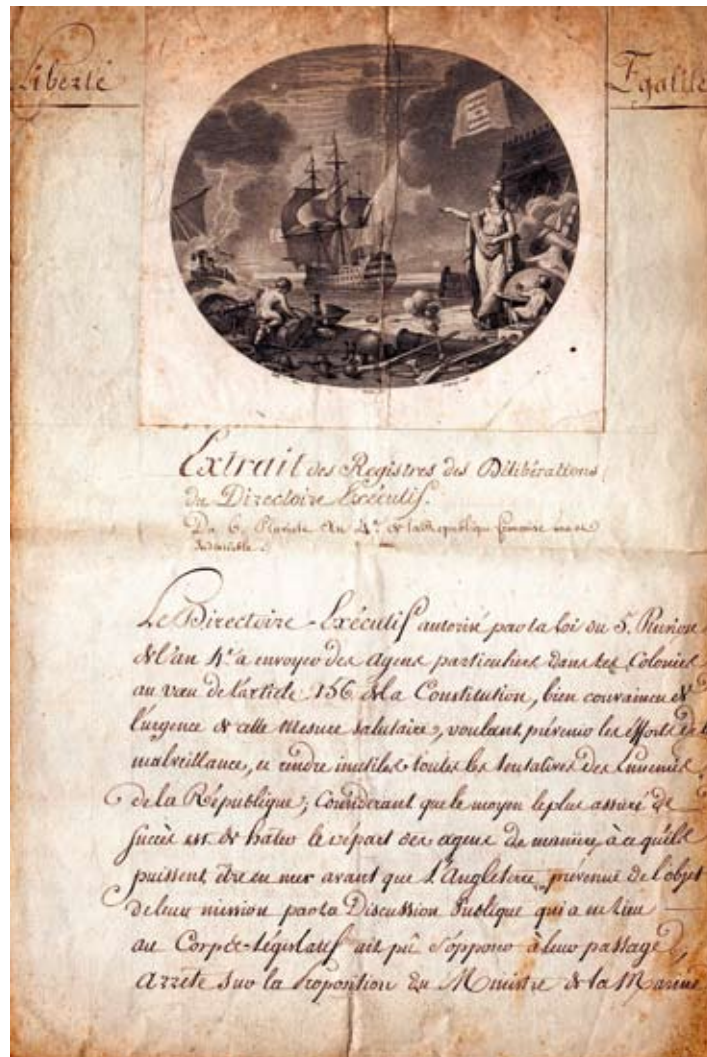 Liberté
Égalité
Extrait des Registres des Délibérations
du Directoire Exécutif.
Du 6. Pluviose An 4.e de la République française une et
Indivisible.
Le Directoire-Exécutif autorisé par la loi du 5. Pluviose
de l'an 4.e à envoyer des Agens particuliers dans les Colonies
au vœu de l'article 156 de la Constitution, bien convaincu de
l'urgence de cette Mesure salutaire, voulant prévenir les éfforts de la
malveillance, et rendre inutiles toutes les tentatives des Ennemis
de la République; Considerant que le moyen le plus assuré de
succès est de hâter le départ des agens de manière à ce qu'ils
puissent être en mer avant que l'Angleterre prévenue de l'objet
de leur mission par la Discussion Publique qui a eu lieu
au Corps-législatif ait pû s'opposer à leur passage,
Arrête sur la Proposition du Ministre de la Marine